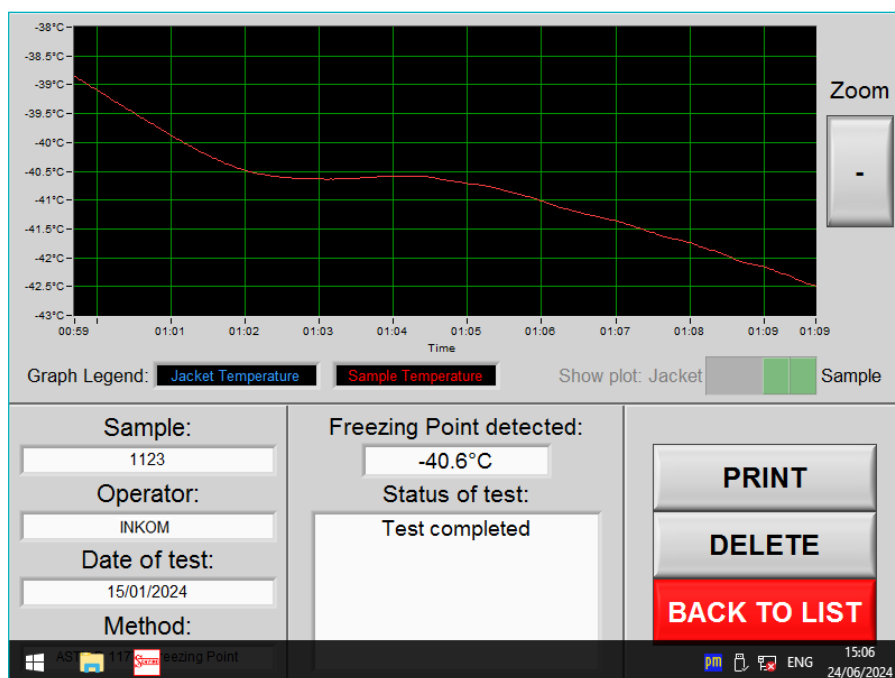 -38°C
-38.5°C
-39°C
-39.5°C
-40°C
-40.5°C
-41°C
-41.5°C
-42°C
-42.5°C
-43°C
00:59 01:01 01:02 01:03 01:04 01:05 01:06 01:07 01:08 01:09 01:09
Time
Zoom
-
Graph Legend: Jacket Temperature Sample Temperature Show plot: Jacket Sample
Sample:
1123
Operator:
INKOM
Date of test:
15/01/2024
Method:
Freezing Point detected:
-40.6°C
Status of test:
Test completed
PRINT
DELETE
BACK TO LIST
Point
pm ENG 15:06
24/06/2024